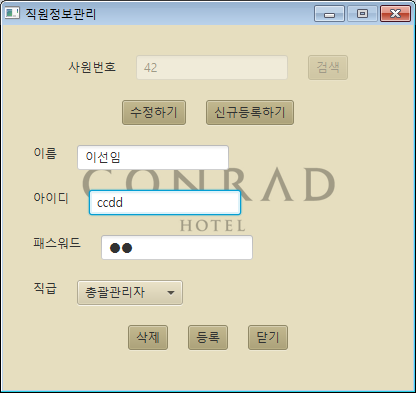 직원정보관리
사원번호 42 검색
수정하기 신규등록하기
이름 이선임
CONRAD
아이디 ccdd
HOTEL
패스워드 ●●
직급 총괄관리자
삭제 등록 닫기